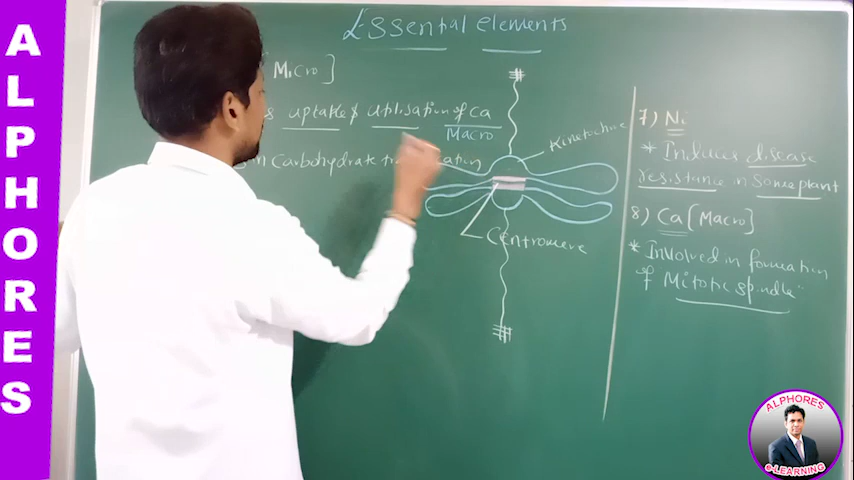 ALPHORES
Essental elements
[Micro]
uptake & utilisation of Ca
Macro
in Carbohydrate
Kinetochore
Centromere
7) Ni
* Induces disease
resistance in some plant
8) Ca [Macro]
* Involved in formation
of Mitotic spindle
ALPHORES
e-LEARNING